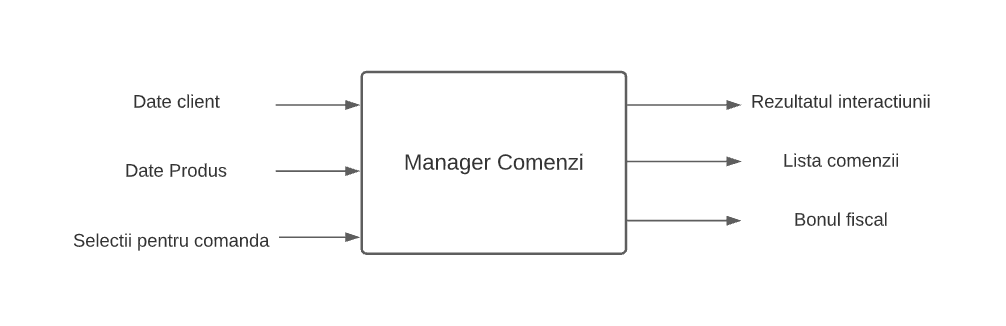 Date client
Date Produs
Selectii pentru comanda
Manager Comenzi
Rezultatul interactiunii
Lista comenzii
Bonul fiscal